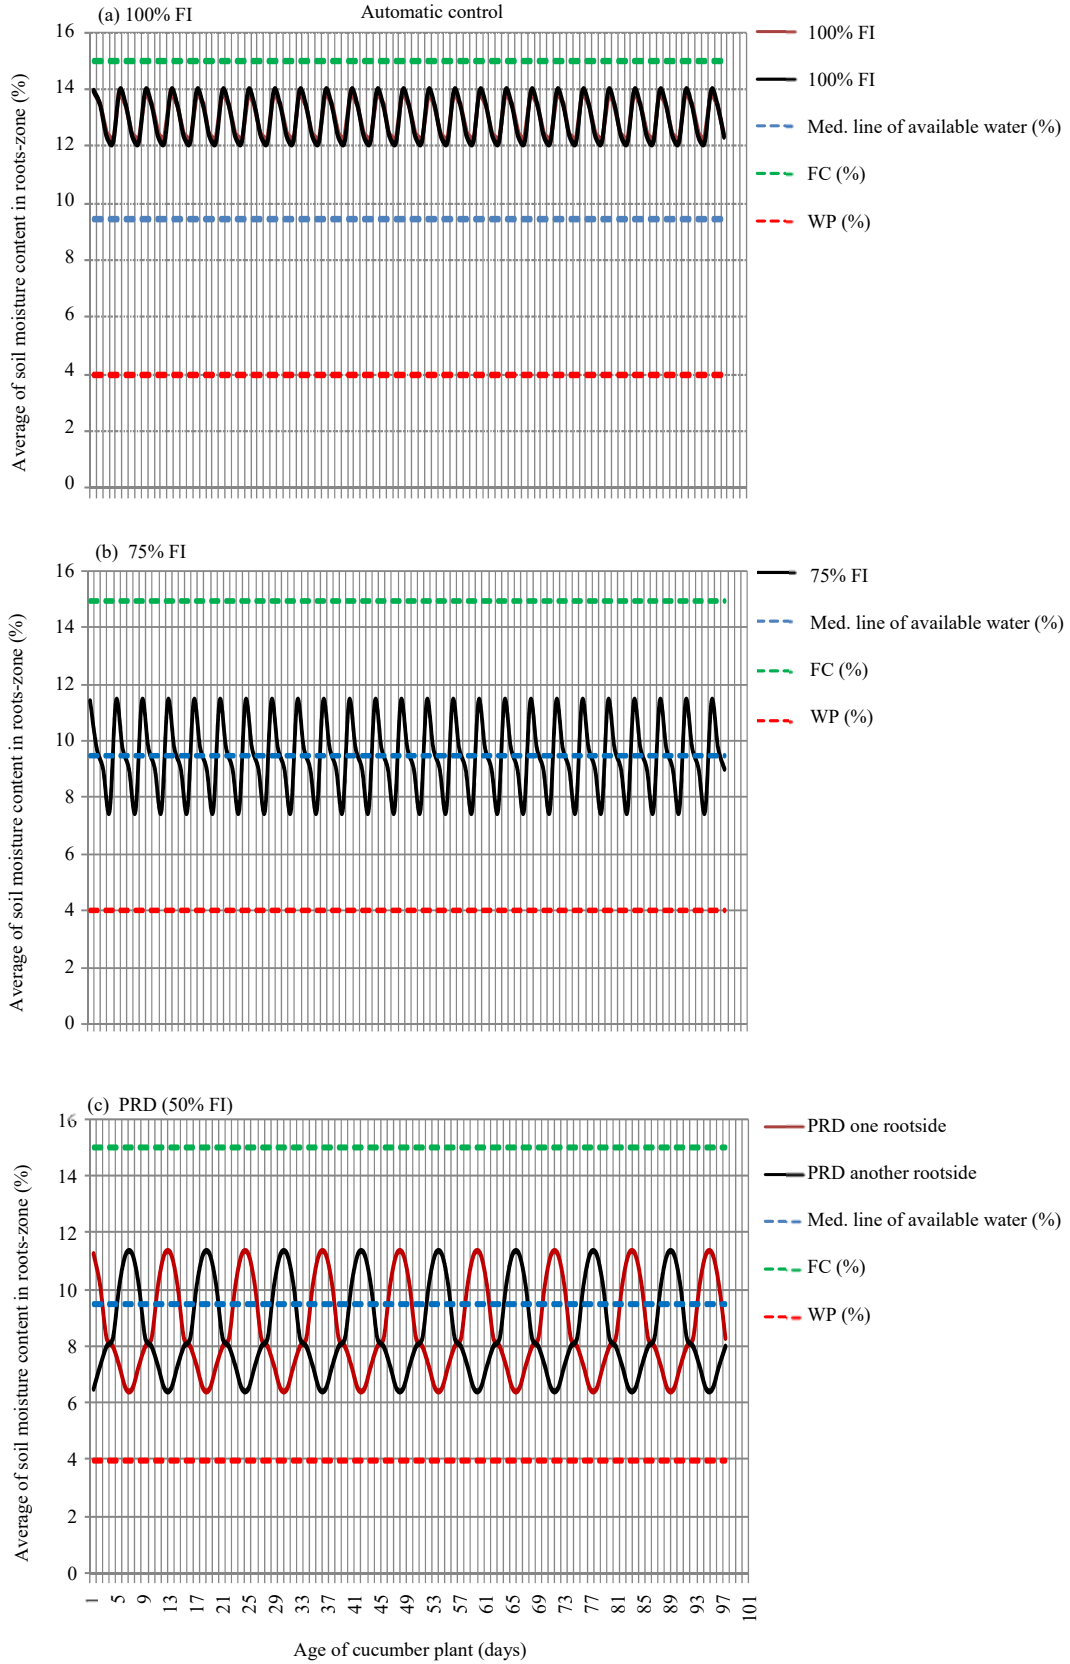 (a) 100% FI
Automatic control
Average of soil moisture content in roots-zone (%)
16
14
12
10
8
6
4
2
0
100% FI
100% FI
Med. line of available water (%)
FC (%)
WP (%)
(b) 75% FI
Average of soil moisture content in roots-zone (%)
16
14
12
10
8
6
4
2
0
75% FI
Med. line of available water (%)
FC (%)
WP (%)
(c) PRD (50% FI)
Average of soil moisture content in roots-zone (%)
16
14
12
10
8
6
4
2
0
PRD one rootside
PRD another rootside
Med. line of available water (%)
FC (%)
WP (%)
1 5 9 13 17 21 25 29 33 37 41 45 49 53 57 61 65 69 73 77 81 85 89 93 97 101
Age of cucumber plant (days)